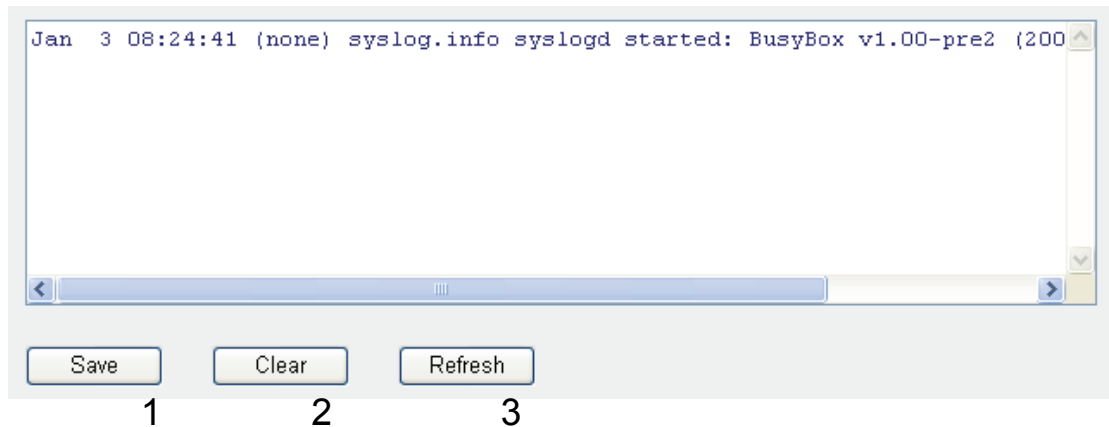 Jan  3 08:24:41 (none) syslog.info syslogd started: BusyBox v1.00-pre2 (200
Save Clear Refresh
1 2 3